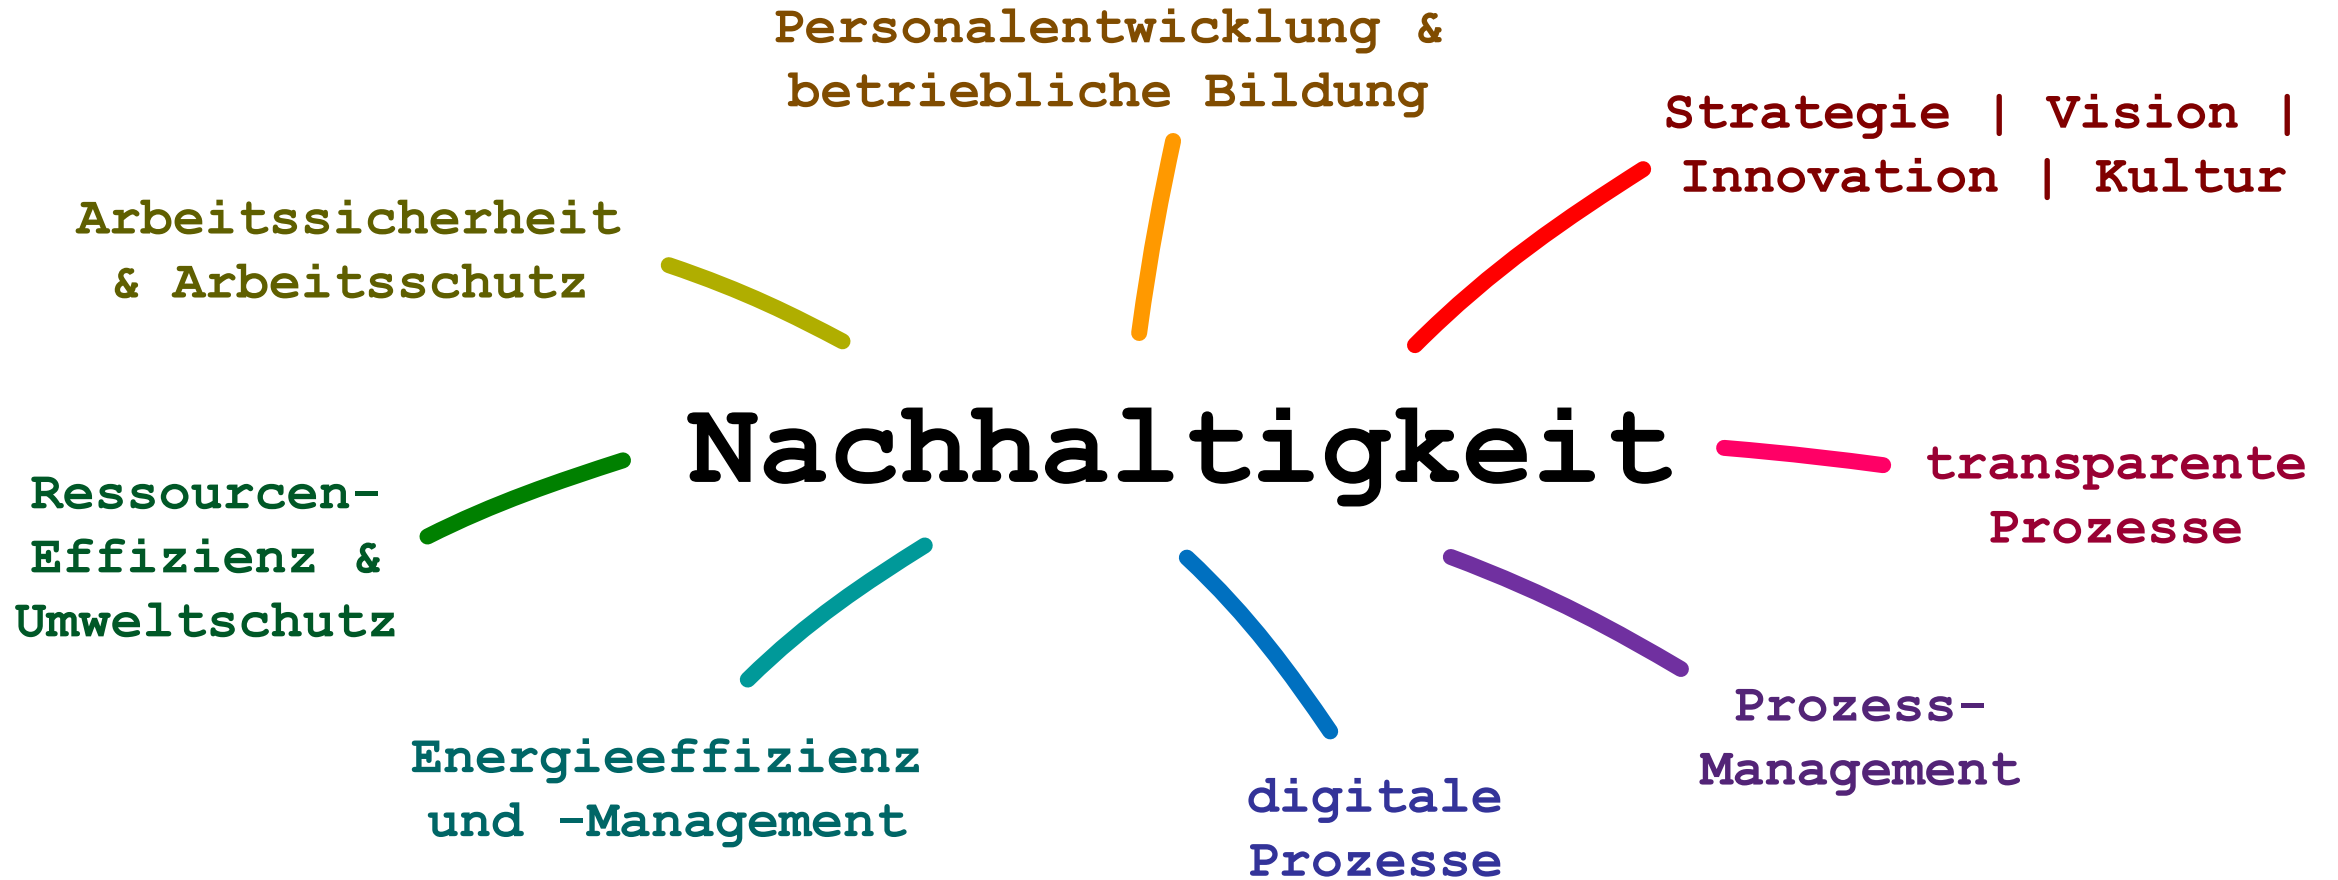 Personalentwicklung &
betriebliche Bildung
Strategie | Vision |
Innovation | Kultur
Arbeitssicherheit
& Arbeitsschutz
Nachhaltigkeit
transparente
Prozesse
Ressourcen-
Effizienz &
Umweltschutz
Prozess-
Management
Energieeffizienz
und -Management
digitale
Prozesse